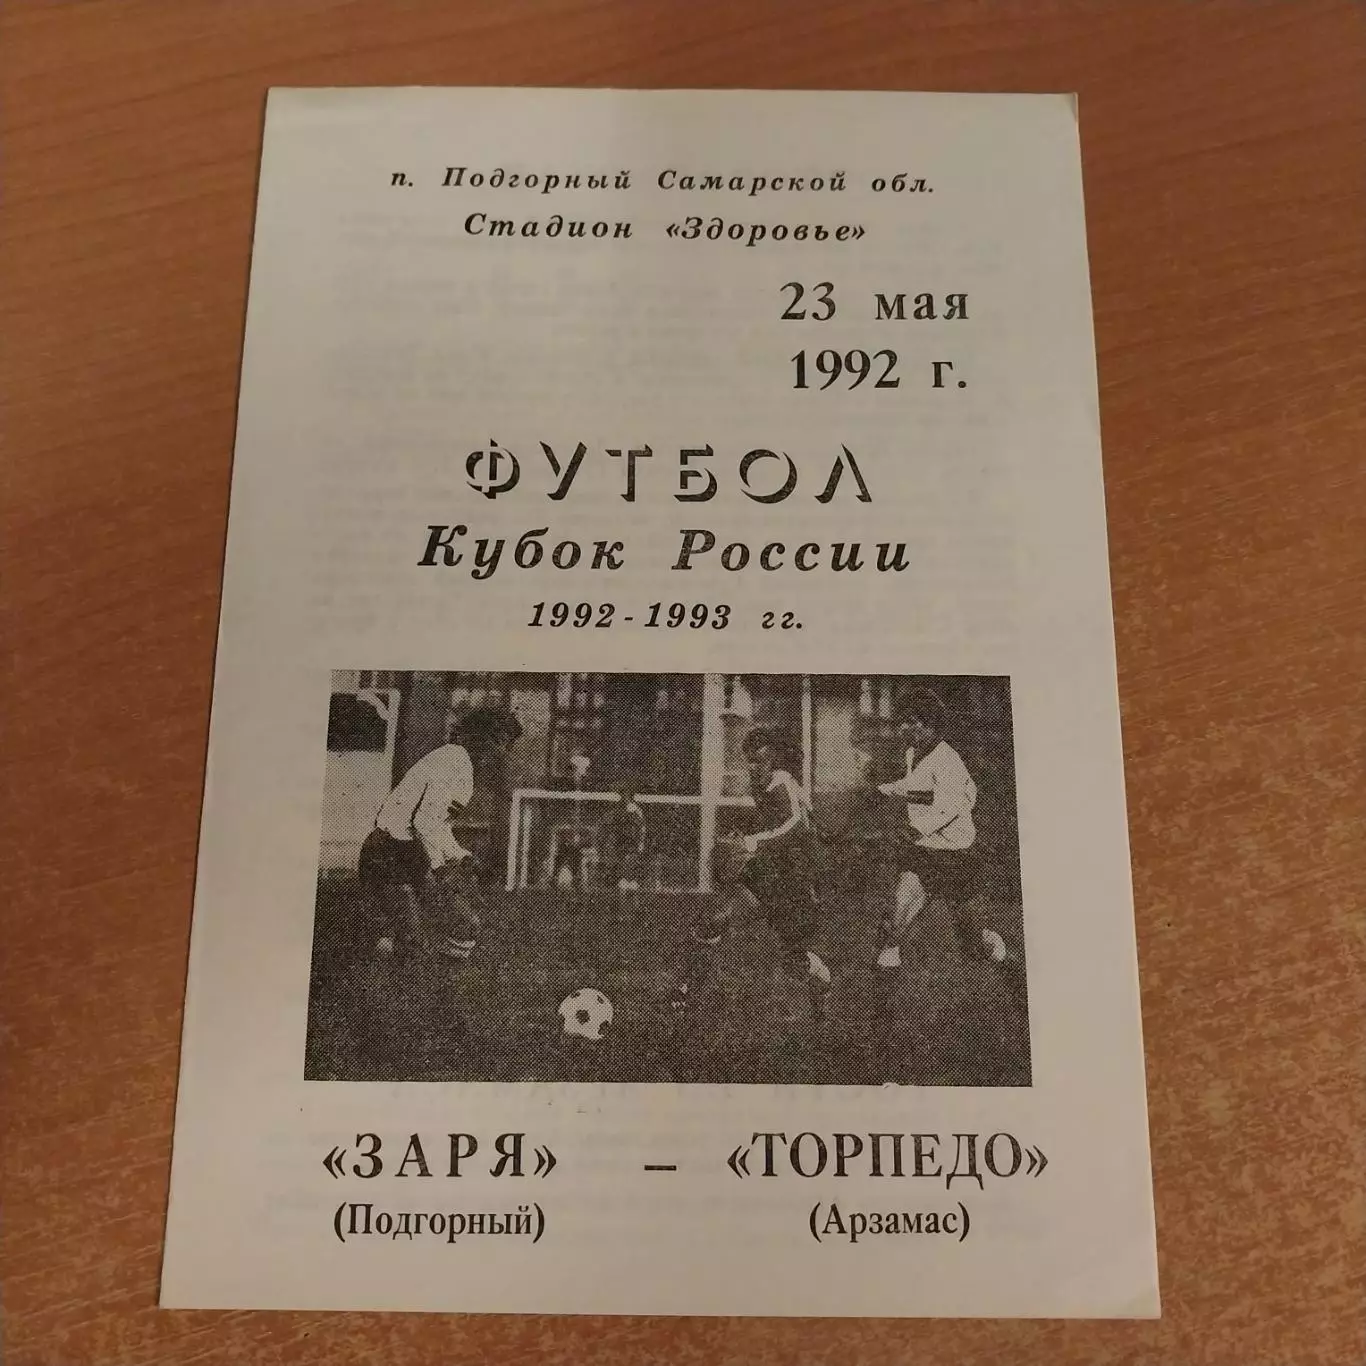 п. Подгорный Самарской обл.
Стадион «Здоровье»
23 мая
1992 г.
ФУТБОЛ
Кубок России
1992-1993 гг.
«ЗАРЯ» – «ТОРПЕДО»
(Подгорный) (Арзамас)